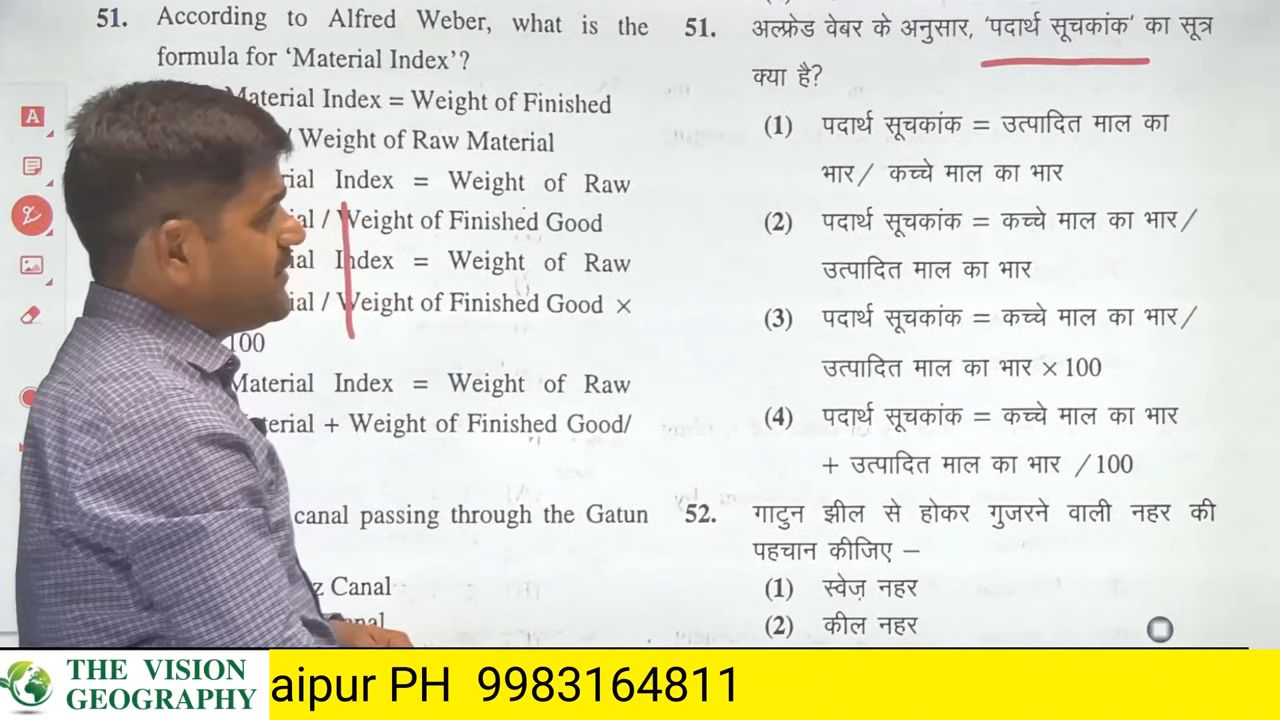 51. According to Alfred Weber, what is the
formula for ‘Material Index’?
Material Index = Weight of Finished
/ Weight of Raw Material
Index = Weight of Raw
/ Weight of Finished Good
Index = Weight of Raw
/ Weight of Finished Good ×
100
Material Index = Weight of Raw
+ Weight of Finished Good/
canal passing through the Gatun
Canal
51. अल्फ्रेड वेबर के अनुसार, ‘पदार्थ सूचकांक’ का सूत्र
क्या है?
(1) पदार्थ सूचकांक = उत्पादित माल का
भार/ कच्चे माल का भार
(2) पदार्थ सूचकांक = कच्चे माल का भार/
उत्पादित माल का भार
(3) पदार्थ सूचकांक = कच्चे माल का भार/
उत्पादित माल का भार × 100
(4) पदार्थ सूचकांक = कच्चे माल का भार
+ उत्पादित माल का भार /100
52. गाटुन झील से होकर गुजरने वाली नहर की
पहचान कीजिए –
(1) स्वेज़ नहर
(2) कील नहर
THE VISION
GEOGRAPHY
aipur PH 9983164811